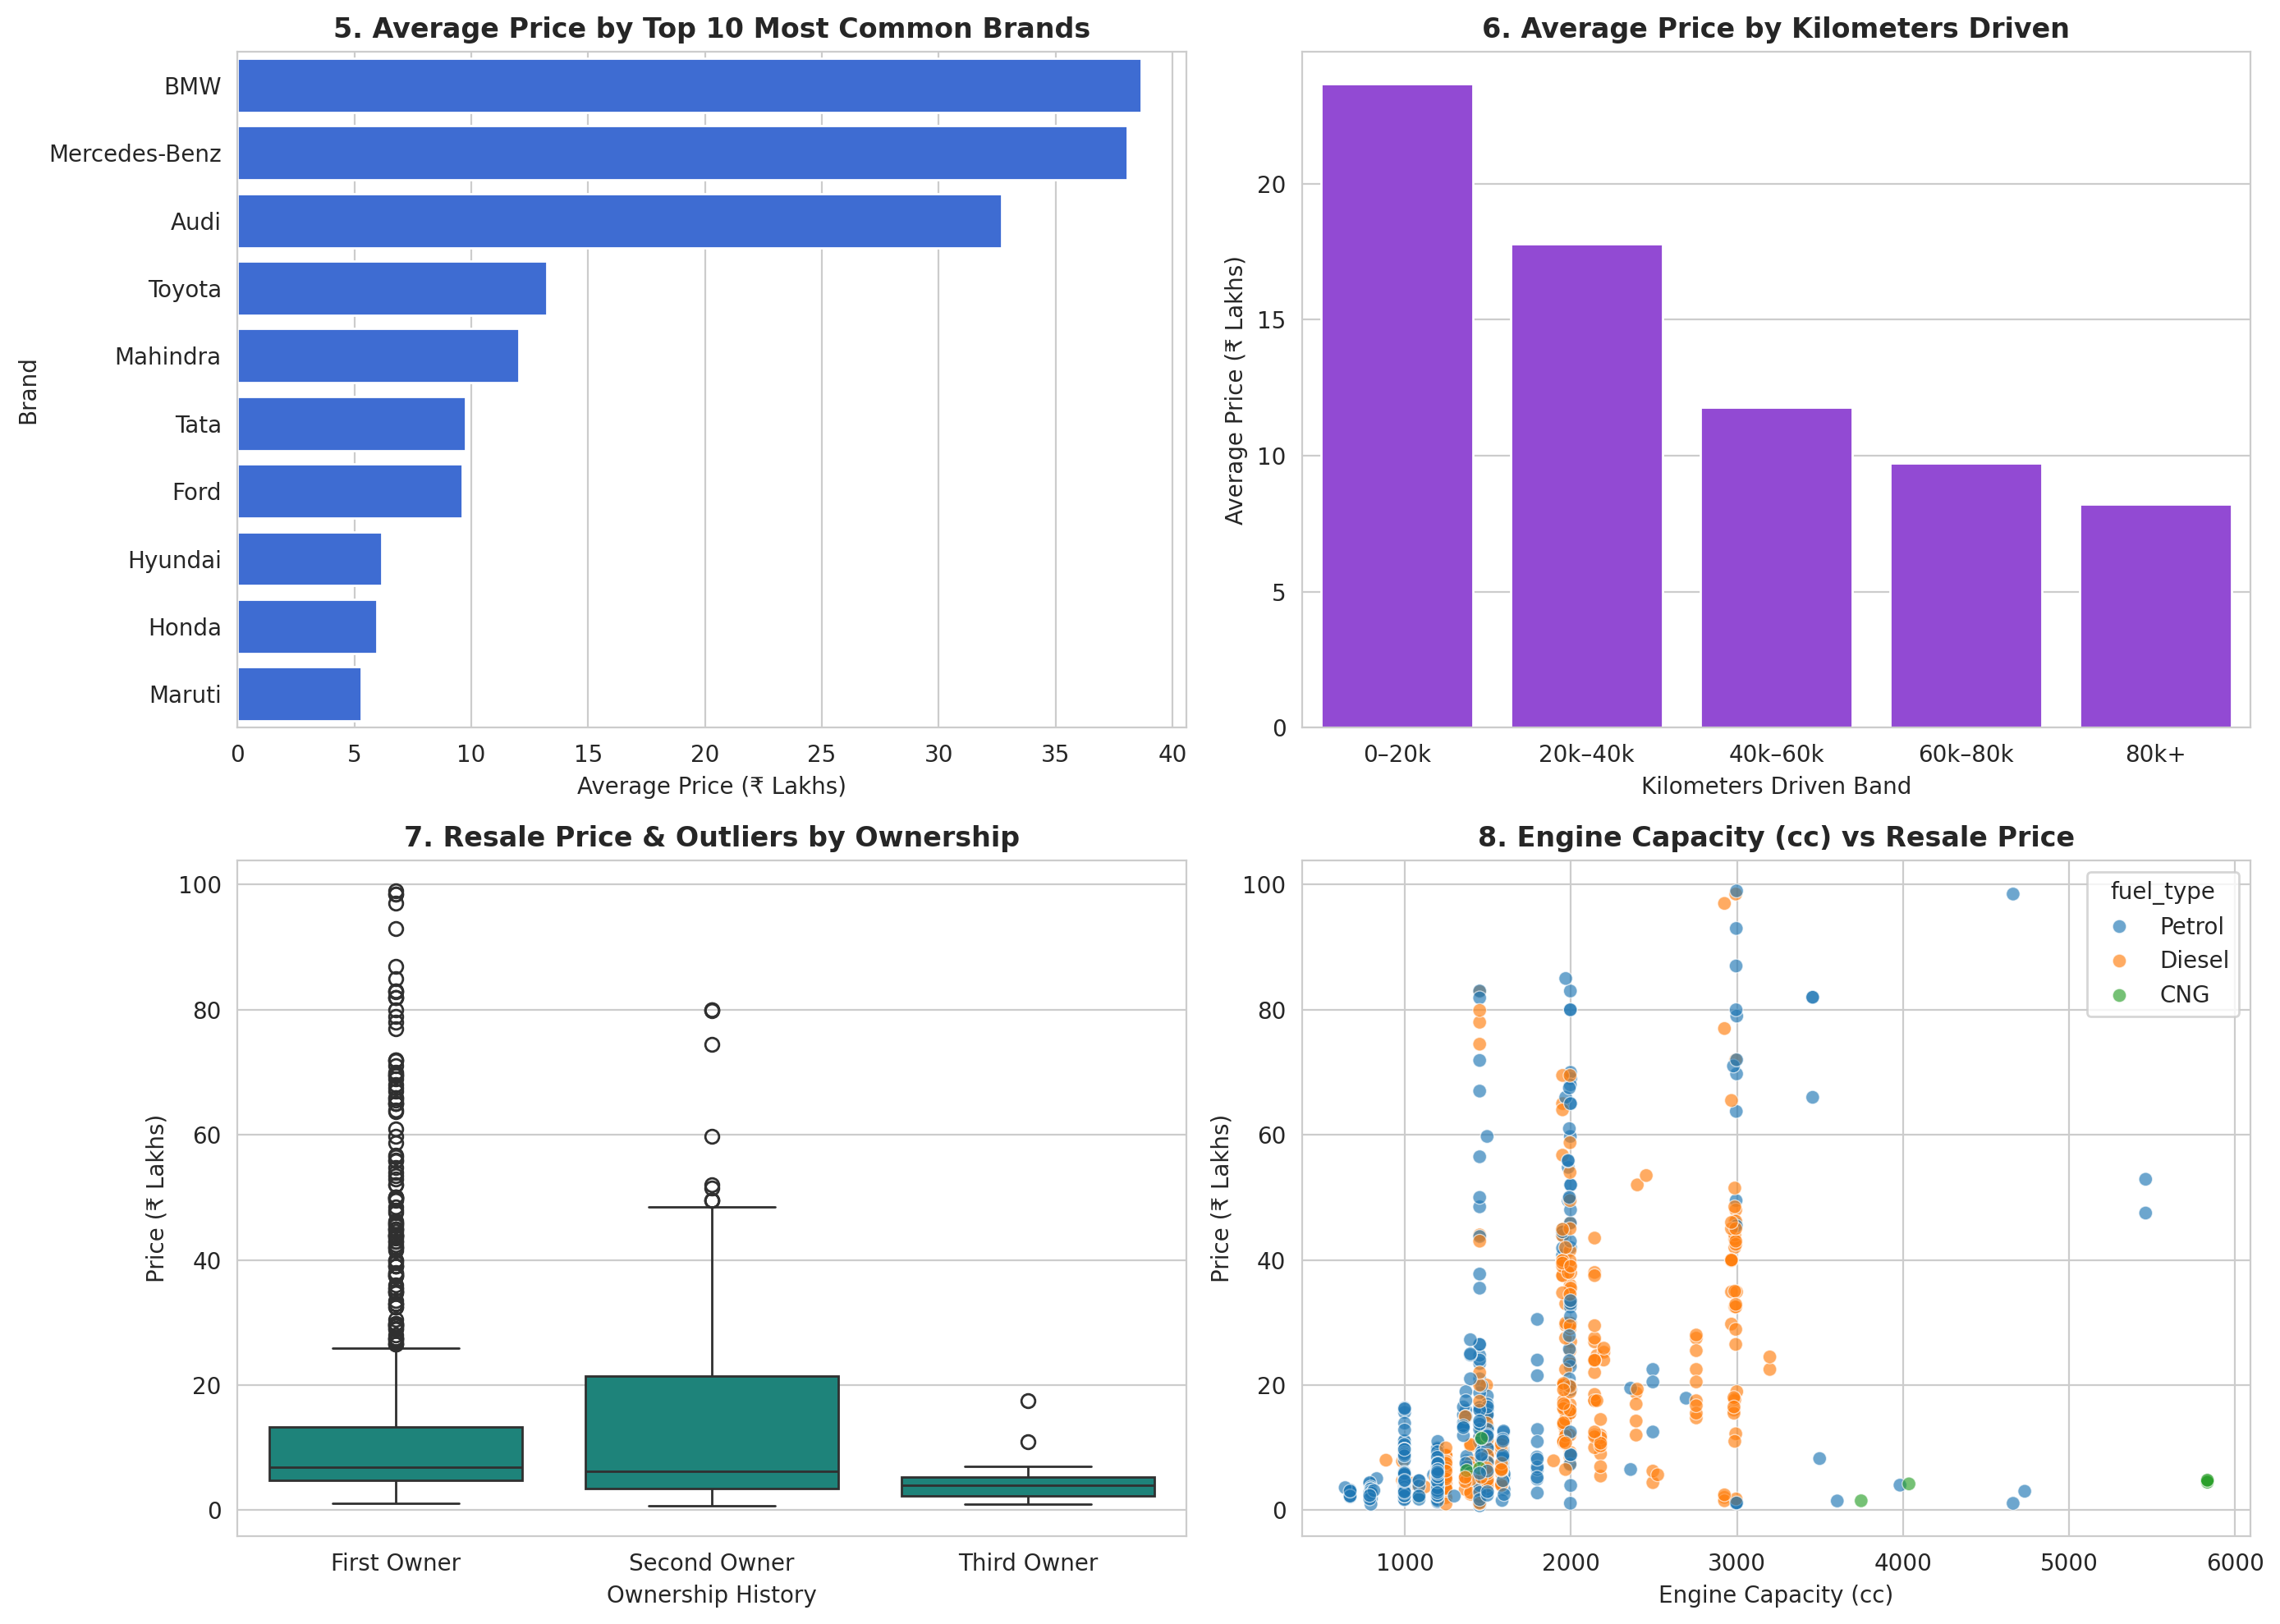 5. Average Price by Top 10 Most Common Brands
Brand
BMW
Mercedes-Benz
Audi
Toyota
Mahindra
Tata
Ford
Hyundai
Honda
Maruti
0 5 10 15 20 25 30 35 40
Average Price (₹ Lakhs)
6. Average Price by Kilometers Driven
Average Price (₹ Lakhs)
20
15
10
5
0
0–20k 20k–40k 40k–60k 60k–80k 80k+
Kilometers Driven Band
7. Resale Price & Outliers by Ownership
Price (₹ Lakhs)
100
80
60
40
20
0
First Owner Second Owner Third Owner
Ownership History
8. Engine Capacity (cc) vs Resale Price
Price (₹ Lakhs)
100
80
60
40
20
0
fuel_type
Petrol
Diesel
CNG
1000 2000 3000 4000 5000 6000
Engine Capacity (cc)